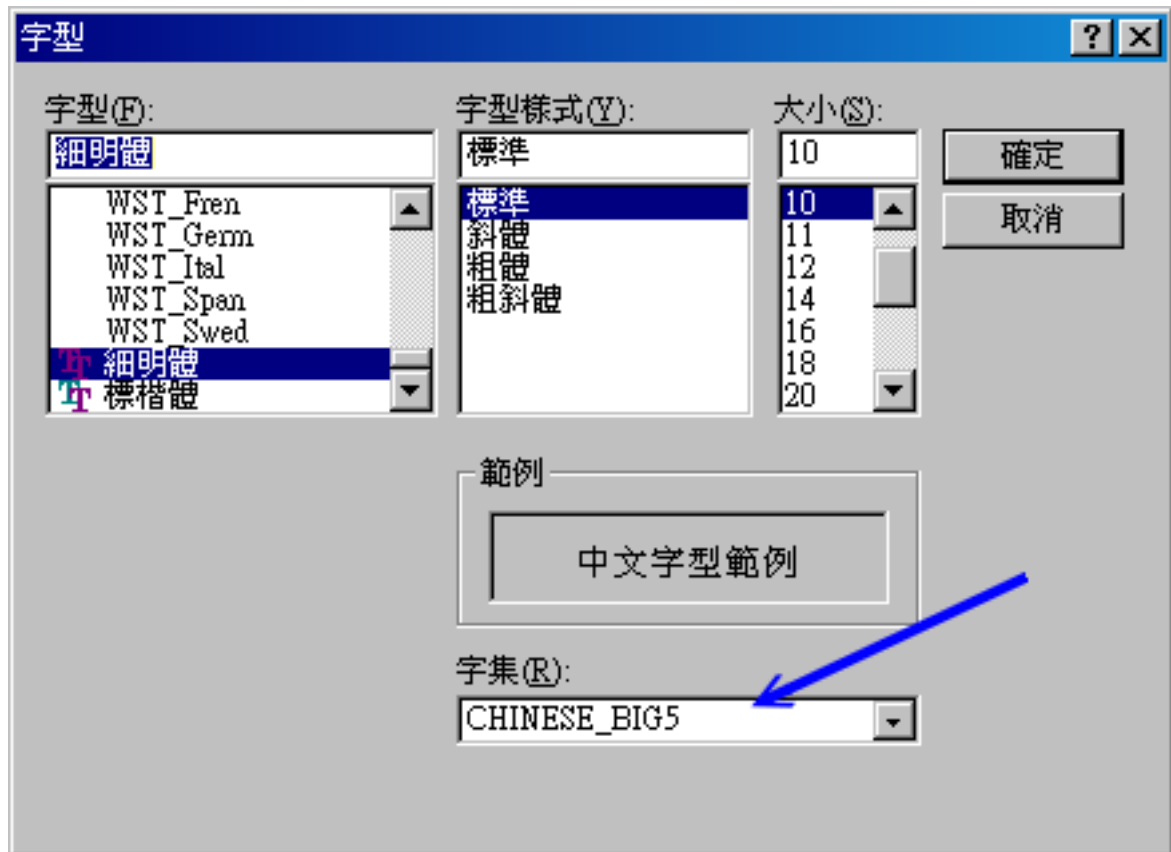 字型
字型(F):
細明體
WST_Fren
WST_Germ
WST_Ital
WST_Span
WST_Swed
細明體
標楷體
字型樣式(Y):
標準
標準
斜體
粗體
粗斜體
大小(S):
10
10
11
12
14
16
18
20
確定
取消
範例
中文字型範例
字集(R):
CHINESE_BIG5